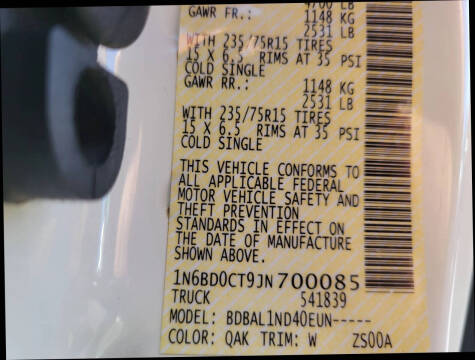 4700 LB
GAWR FR.: 1148 KG
2531 LB
WITH 235/75R15 TIRES
15 X 6.5 RIMS AT 35 PSI
COLD SINGLE
GAWR RR.: 1148 KG
2531 LB
WITH 235/75R15 TIRES
15 X 6.5 RIMS AT 35 PSI
COLD SINGLE
THIS VEHICLE CONFORMS TO
ALL APPLICABLE FEDERAL
MOTOR VEHICLE SAFETY AND
THEFT PREVENTION
STANDARDS IN EFFECT ON
THE DATE OF MANUFACTURE
SHOWN ABOVE.
1N6BD0CT9JN700085
TRUCK 541839
MODEL: BDBAL1ND40EUN-----
COLOR: QAK TRIM: W ZS00A